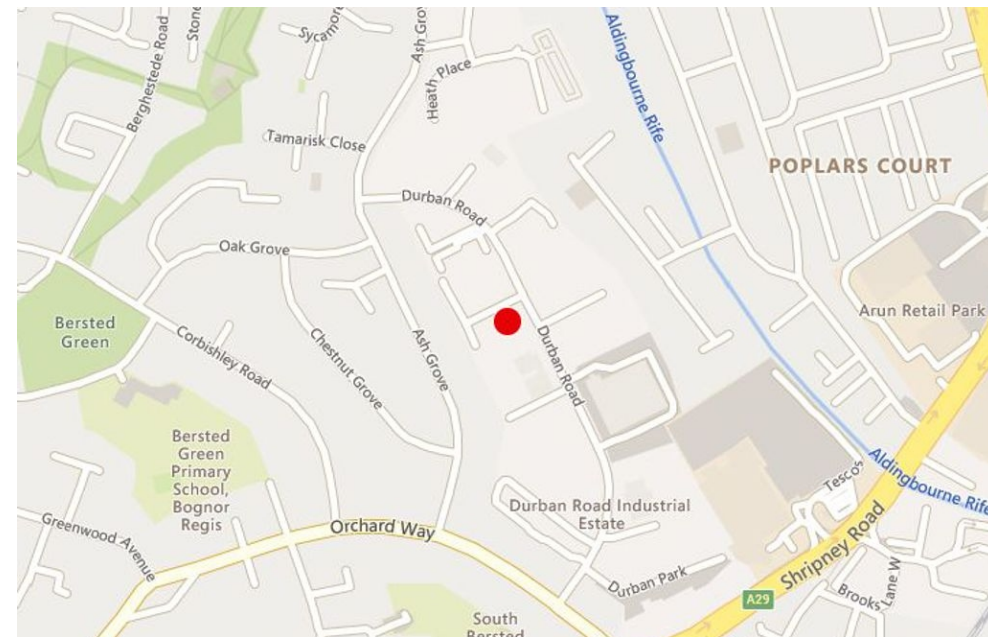 Berghestede Road
Stone
Sycamore
Ash Grov
Heath Place
Aldingbourne Rife
Tamarisk Close
POPLARS COURT
Durban Road
Oak Grove
Bersted
Green
Corbishley Road
Chestnut Grove
Ash Grove
Durban Road
Arun Retail Park
Bersted
Green
Primary
School,
Bognor
Regis
Greenwood Avenue
Orchard Way
Durban Road Industrial
Estate
Tescos
Aldingbourne Rife
Shripney Road
Durban Park
A29
Brooks
Lane W
South
Bersted